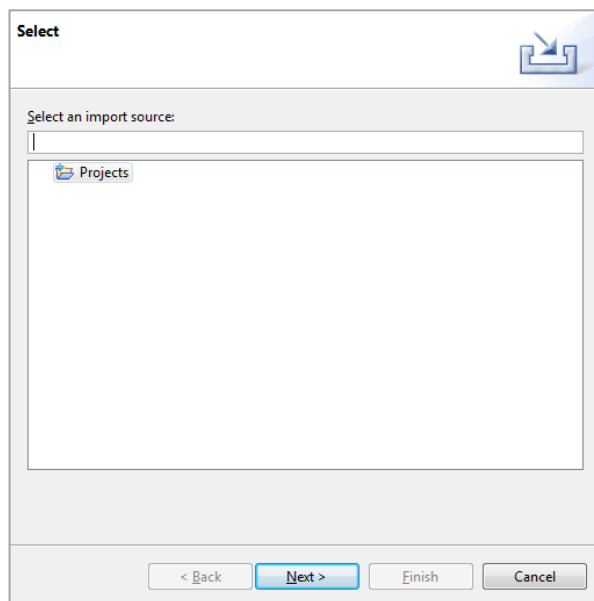 Select
Select an import source:
Projects
< Back
Next >
Finish
Cancel